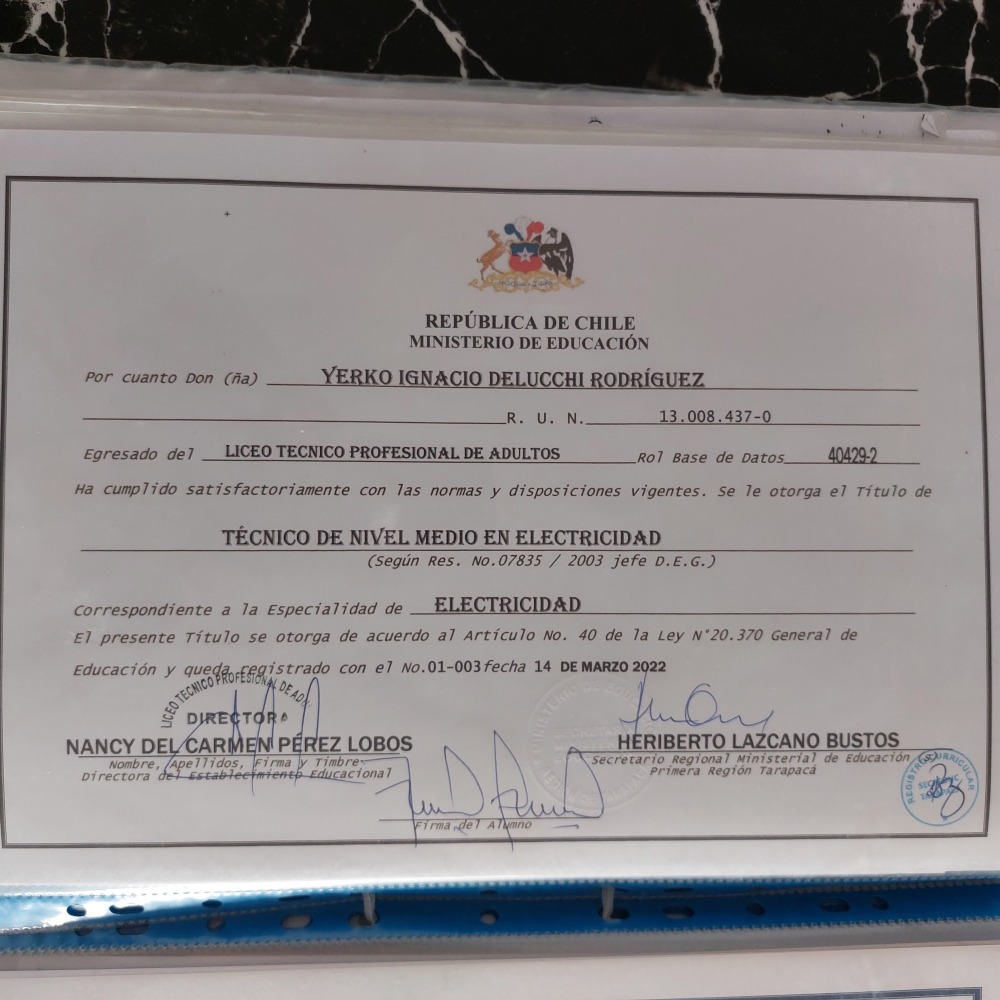 REPÚBLICA DE CHILE
MINISTERIO DE EDUCACIÓN
Por cuanto Don (ña) YERKO IGNACIO DELUCCHI RODRÍGUEZ
R. U. N. 13.008.437-0
Egresado del LICEO TECNICO PROFESIONAL DE ADULTOS Rol Base de Datos 40429-2
Ha cumplido satisfactoriamente con las normas y disposiciones vigentes. Se le otorga el Título de
TÉCNICO DE NIVEL MEDIO EN ELECTRICIDAD
(Según Res. No.07835 / 2003 jefe D.E.G.)
Correspondiente a la Especialidad de ELECTRICIDAD
El presente Título se otorga de acuerdo al Artículo No. 40 de la Ley N°20.370 General de
Educación y queda registrado con el No.01-003 fecha 14 DE MARZO 2022
LICEO TECNICO PROFESIONAL DE
DIRECTORA
NANCY DEL CARMEN PÉREZ LOBOS
Nombre, Apellidos, Firma y Timbre
Directora del Establecimiento Educacional
HERIBERTO LAZCANO BUSTOS
Secretario Regional Ministerial de Educación
Primera Región Tarapacá
REGISTRO CURRICULAR
Firma del Alumno